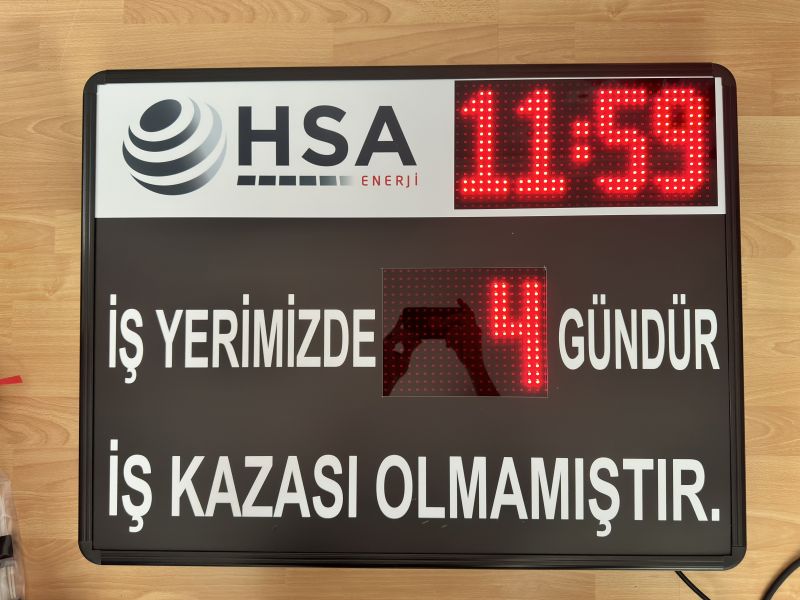 HSA
ENERJİ
11:59
İŞ YERİMİZDE 4 GÜNDÜR
İŞ KAZASI OLMAMIŞTIR.